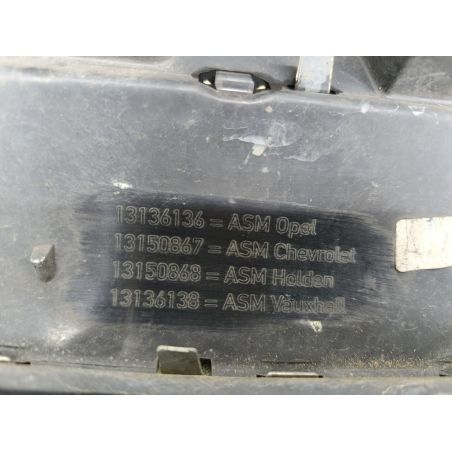 13136136 = ASM Opel
13150867 = ASM Chevrolet
13150868 = ASM Holden
13136138 = ASM Vauxhall